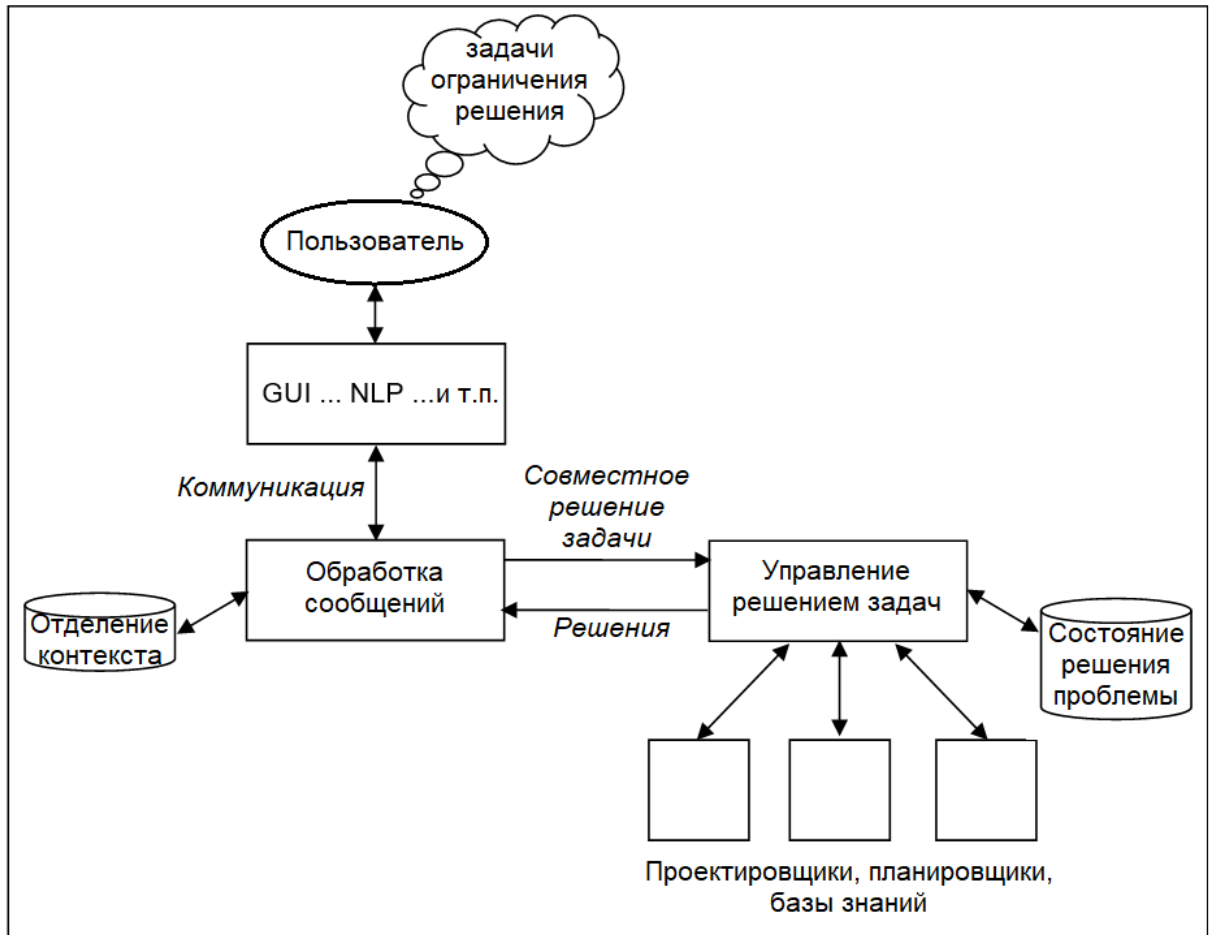 задачи
ограничения
решения
Пользователь
GUI ... NLP ...и т.п.
Коммуникация
Совместное
решение
задачи
Обработка
сообщений
Управление
решением задач
Решения
Отделение
контекста
Состояние
решения
проблемы
Проектировщики, планировщики,
базы знаний